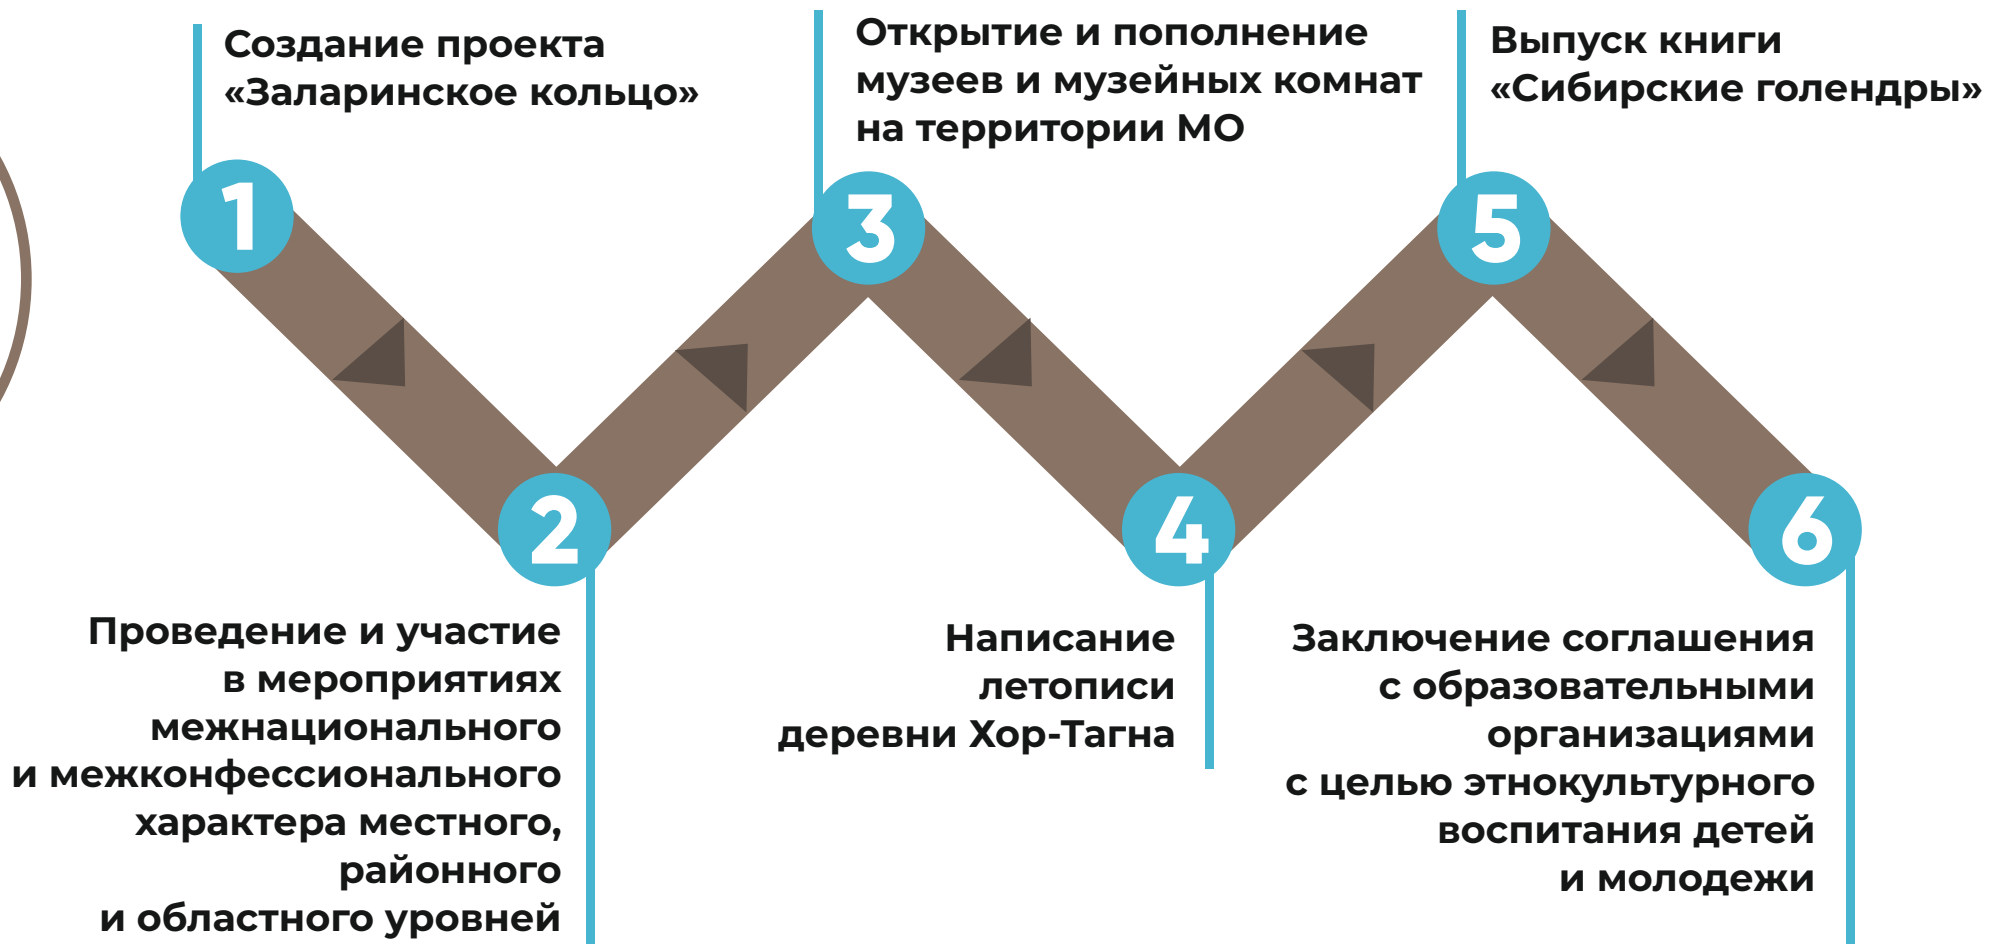 1
Создание проекта
«Заларинское кольцо»
2
Проведение и участие
в мероприятиях
межнационального
и межконфессионального
характера местного,
районного
и областного уровней
3
Открытие и пополнение
музеев и музейных комнат
на территории МО
4
Написание
летописи
деревни Хор-Тагна
5
Выпуск книги
«Сибирские голендры»
6
Заключение соглашения
с образовательными
организациями
с целью этнокультурного
воспитания детей
и молодежи